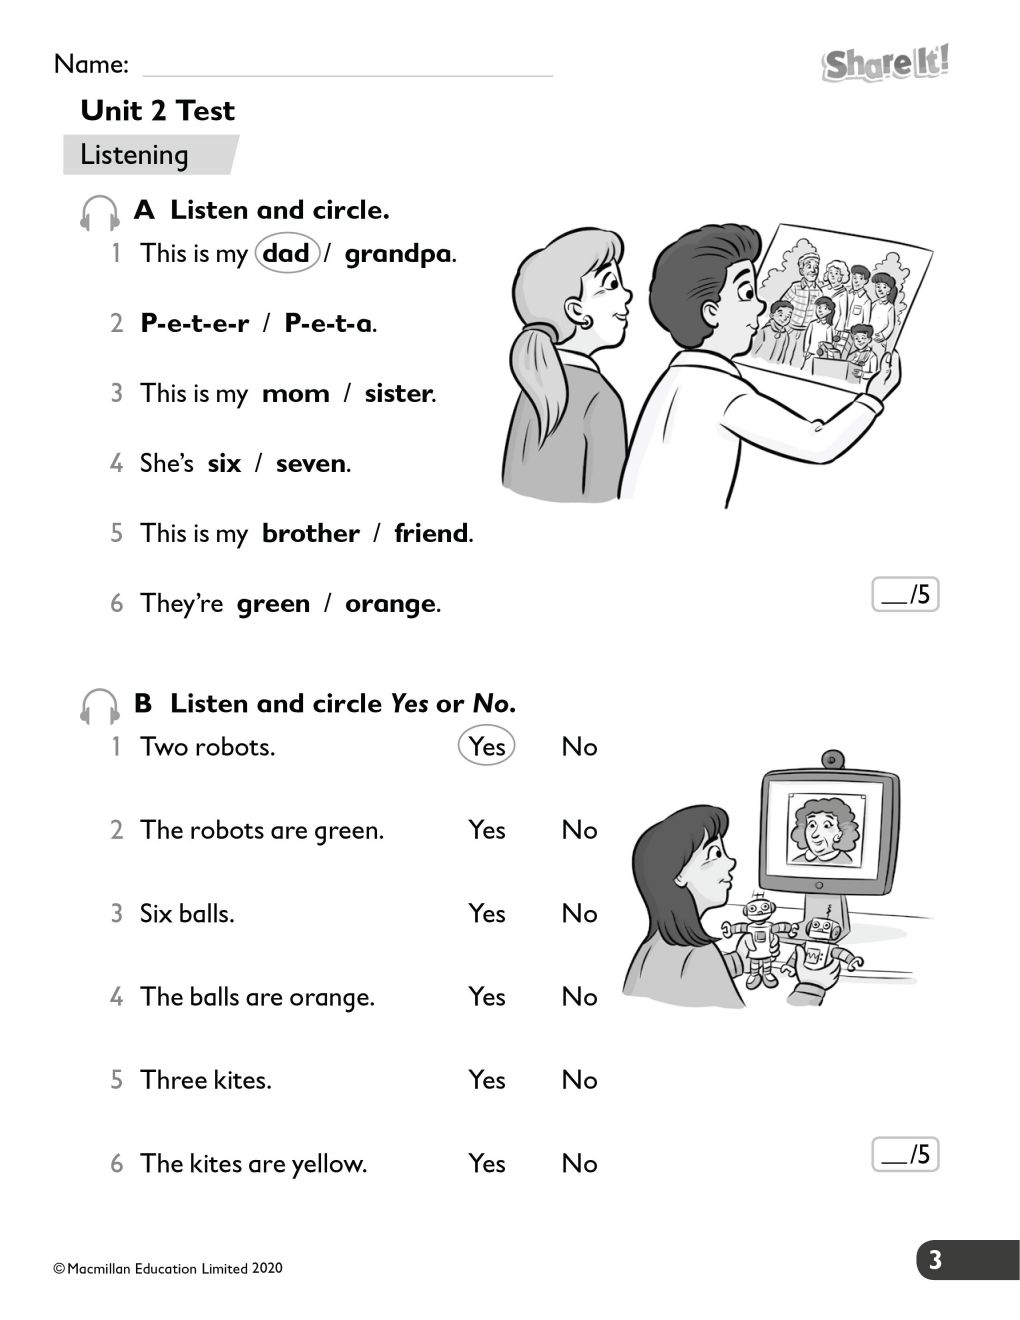 Name:
Share It!
Unit 2 Test
Listening
A Listen and circle.
1 This is my dad / grandpa.
2 P-e-t-e-r / P-e-t-a.
3 This is my mom / sister.
4 She's six / seven.
5 This is my brother / friend.
6 They're green / orange.
__/5
B Listen and circle Yes or No.
1 Two robots. Yes No
2 The robots are green. Yes No
3 Six balls. Yes No
4 The balls are orange. Yes No
5 Three kites. Yes No
6 The kites are yellow. Yes No
__/5
© Macmillan Education Limited 2020
3